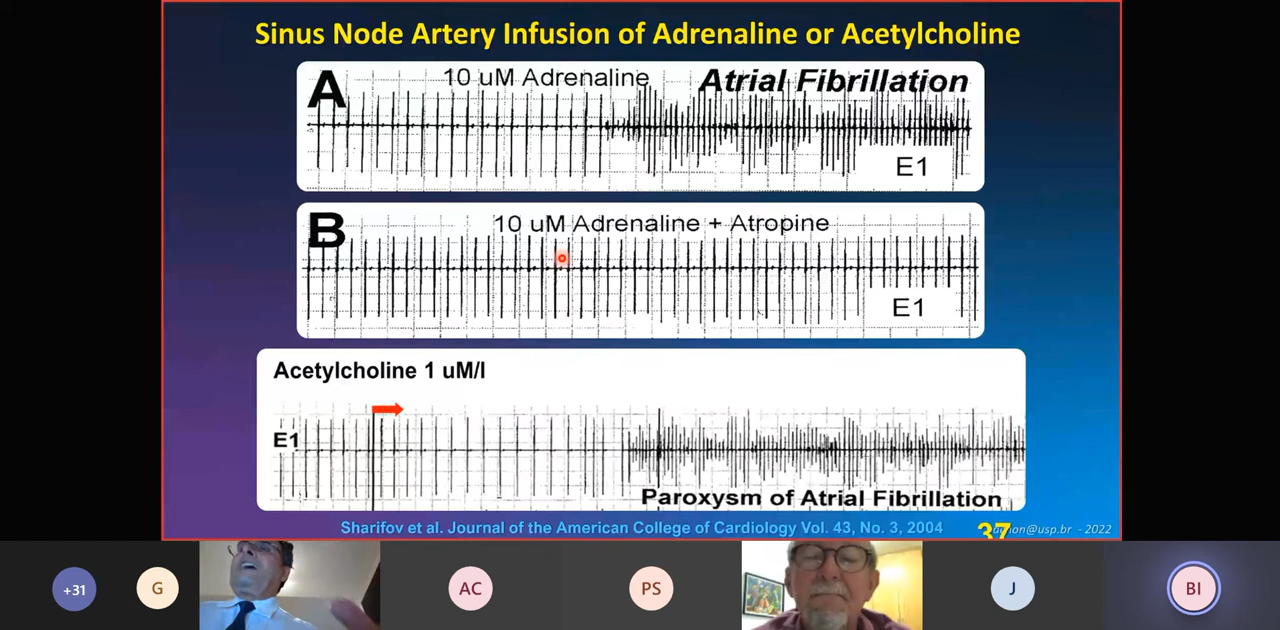 Sinus Node Artery Infusion of Adrenaline or Acetylcholine
A
10 uM Adrenaline
Atrial Fibrillation
E1
B
10 uM Adrenaline + Atropine
E1
Acetylcholine 1 uM/l
E1
Paroxysm of Atrial Fibrillation
Sharifov et al. Journal of the American College of Cardiology Vol. 43, No. 3, 2004
37
@usp.br - 2022
+31
G
AC
PS
J
BI